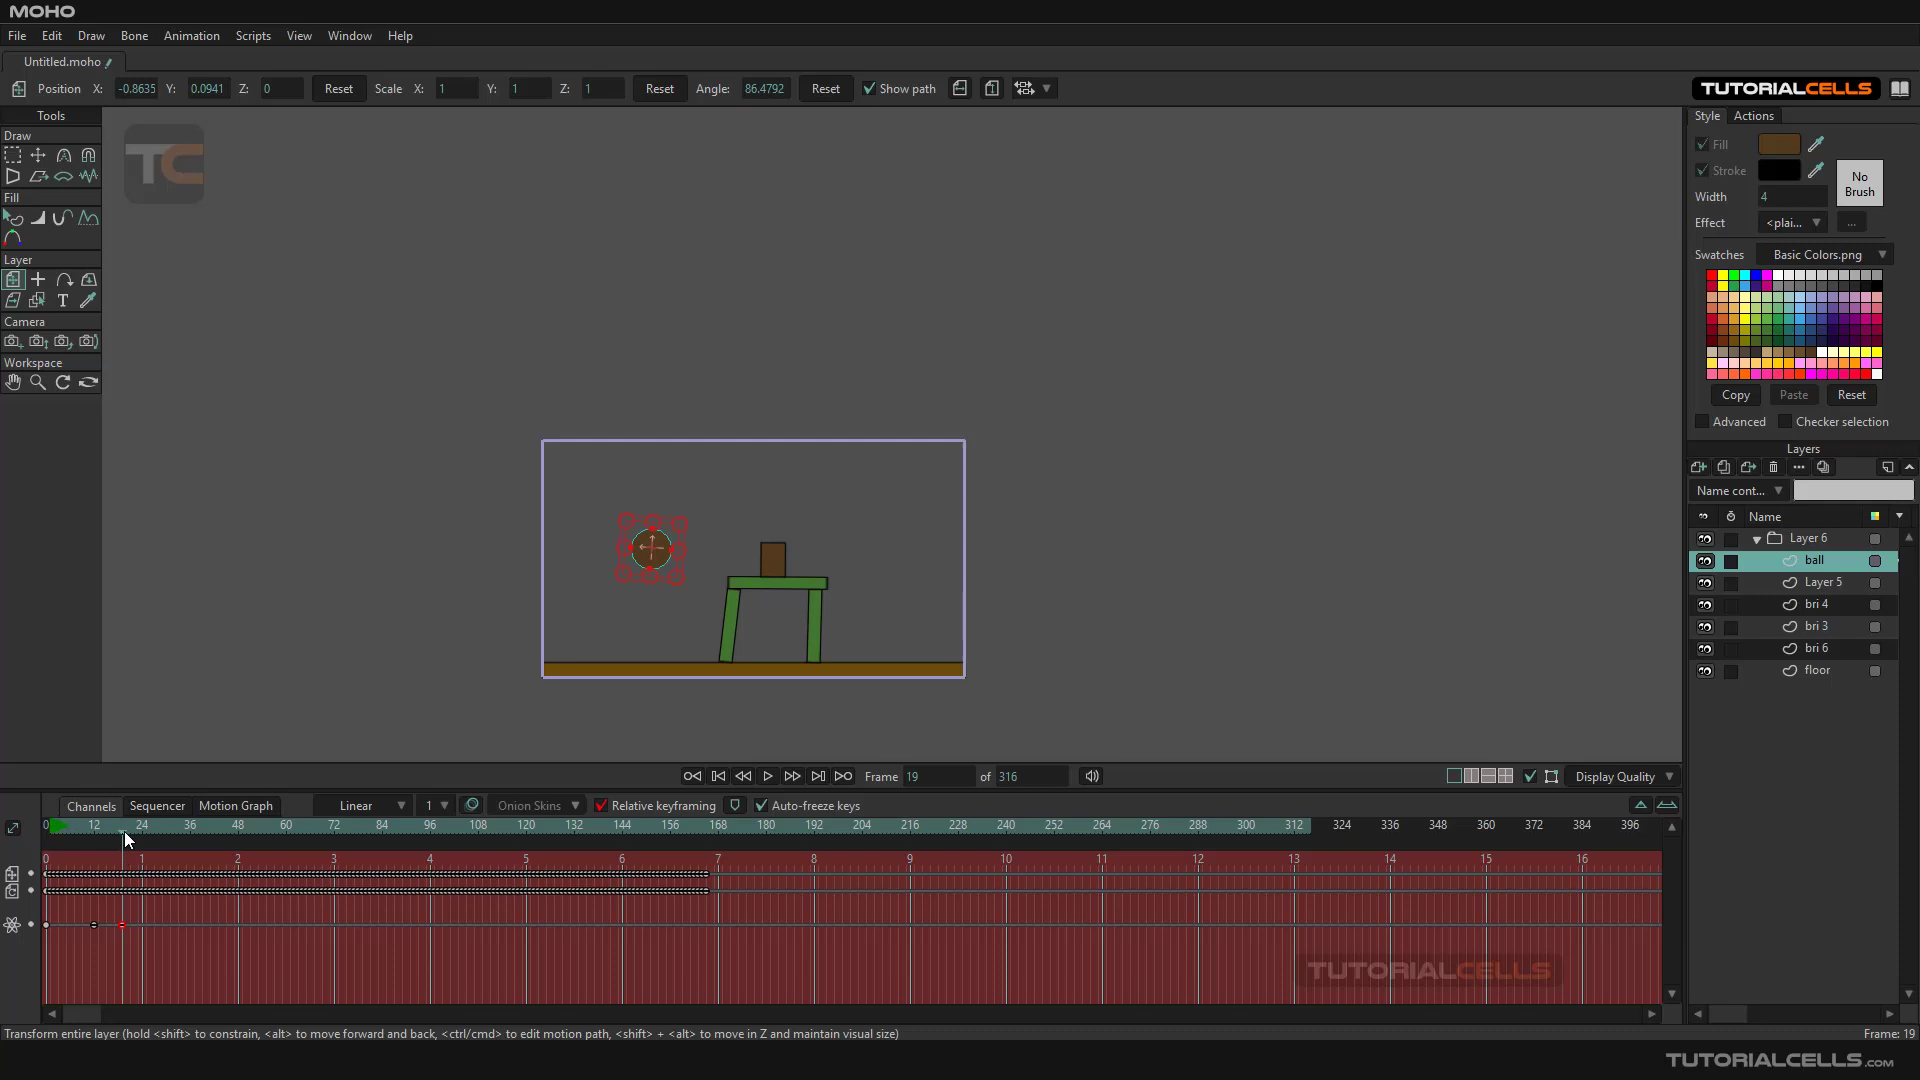 MOHO
File Edit Draw Bone Animation Scripts View Window Help
Untitled.moho
Position X: -0.8635 Y: 0.0941 Z: 0 Reset Scale X: 1 Y: 1 Z: 1 Reset Angle: 86.4792 Reset Show path
TUTORIALCELLS
Tools
Draw
Fill
Layer
T
Camera
Workspace
TC
Style Actions
Fill
Stroke
No Brush
Width 4
Effect <plai... ...
Swatches Basic Colors.png
Copy Paste Reset
Advanced Checker selection
Layers
Name cont...
Name
Layer 6
ball
Layer 5
bri 4
bri 3
bri 6
floor
Frame 19 of 316
Display Quality
Channels Sequencer Motion Graph Linear 1 Onion Skins Relative keyframing Auto-freeze keys
0 12 24 36 48 60 72 84 96 108 120 132 144 156 168 180 192 204 216 228 240 252 264 276 288 300 312 324 336 348 360 372 384 396
0 1 2 3 4 5 6 7 8 9 10 11 12 13 14 15 16
TUTORIALCELLS
Transform entire layer (hold <shift> to constrain, <alt> to move forward and back, <ctrl/cmd> to edit motion path, <shift> + <alt> to move in Z and maintain visual size)
Frame: 19
TUTORIALCELLS.COM